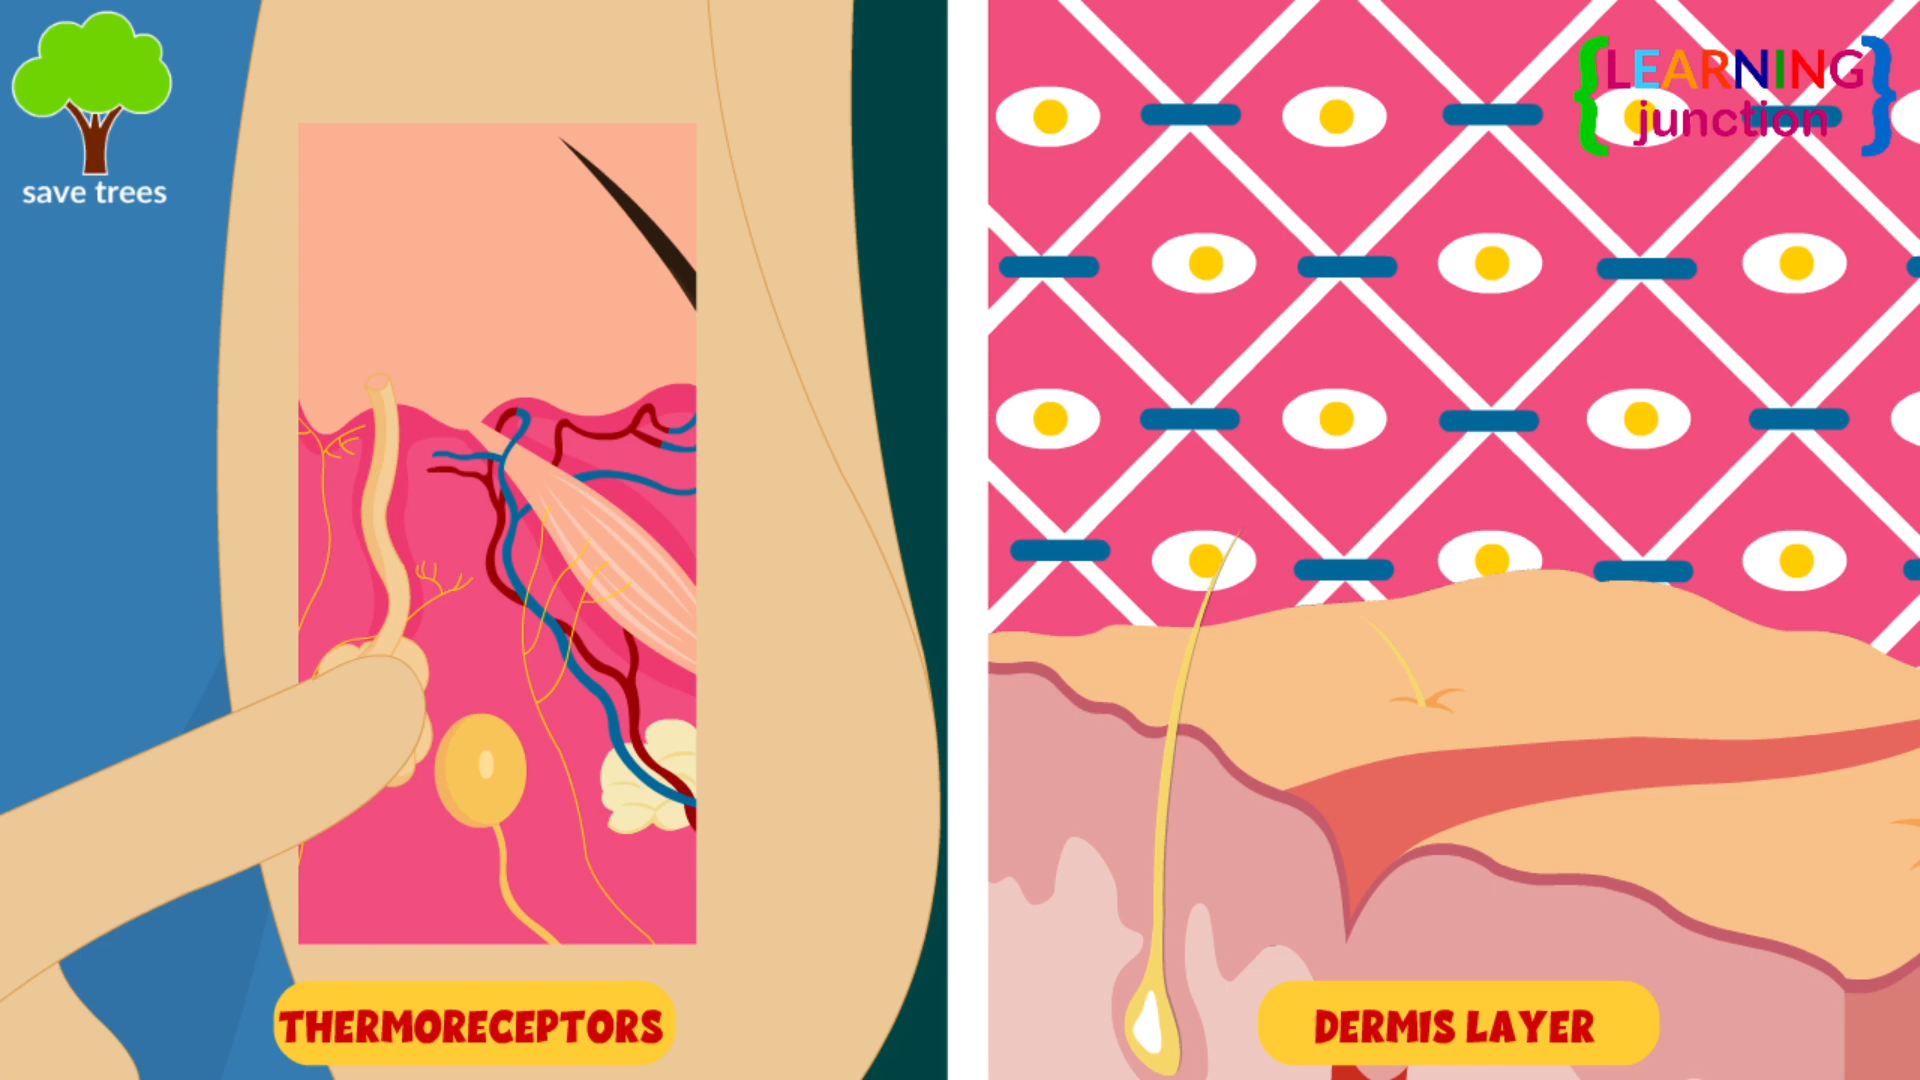 save trees
{LEARNING}
junction
THERMORECEPTORS
DERMIS LAYER